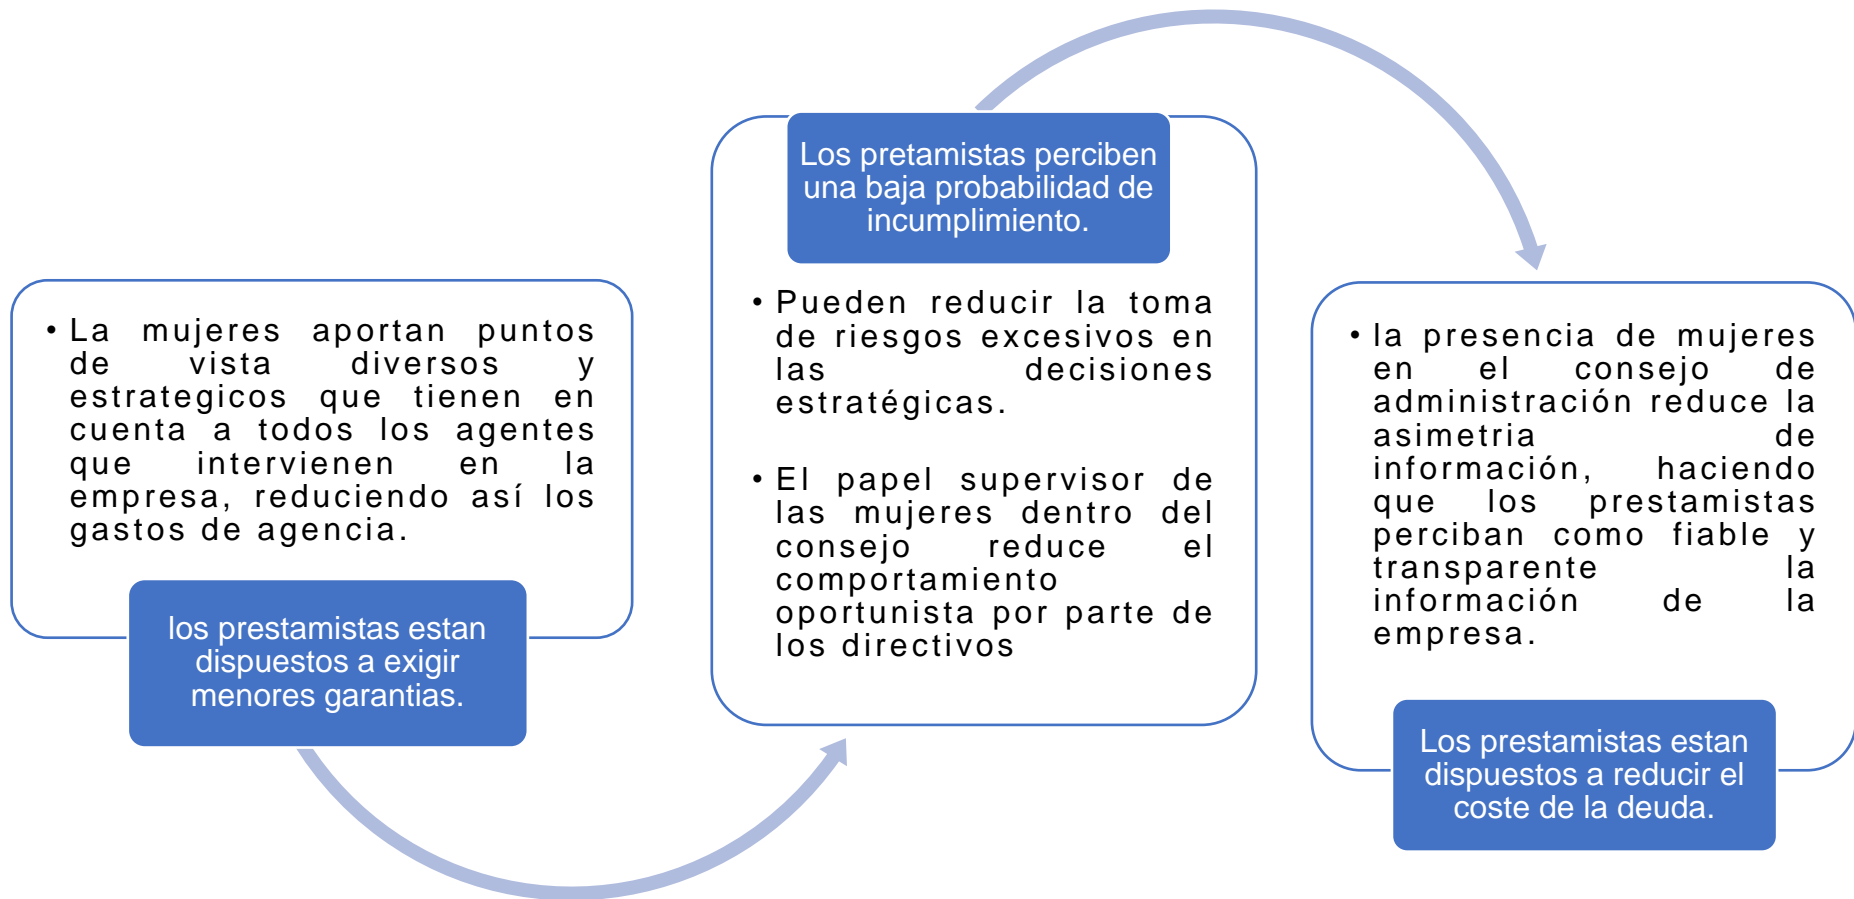 • La mujeres aportan puntos
de vista diversos y
estrategicos que tienen en
cuenta a todos los agentes
que intervienen en la
empresa, reduciendo así los
gastos de agencia.
los prestamistas estan
dispuestos a exigir
menores garantias.
Los pretamistas perciben
una baja probabilidad de
incumplimiento.
• Pueden reducir la toma
de riesgos excesivos en
las decisiones
estratégicas.
• El papel supervisor de
las mujeres dentro del
consejo reduce el
comportamiento
oportunista por parte de
los directivos
• la presencia de mujeres
en el consejo de
administración reduce la
asimetria de
información, haciendo
que los prestamistas
perciban como fiable y
transparente la
información de la
empresa.
Los prestamistas estan
dispuestos a reducir el
coste de la deuda.